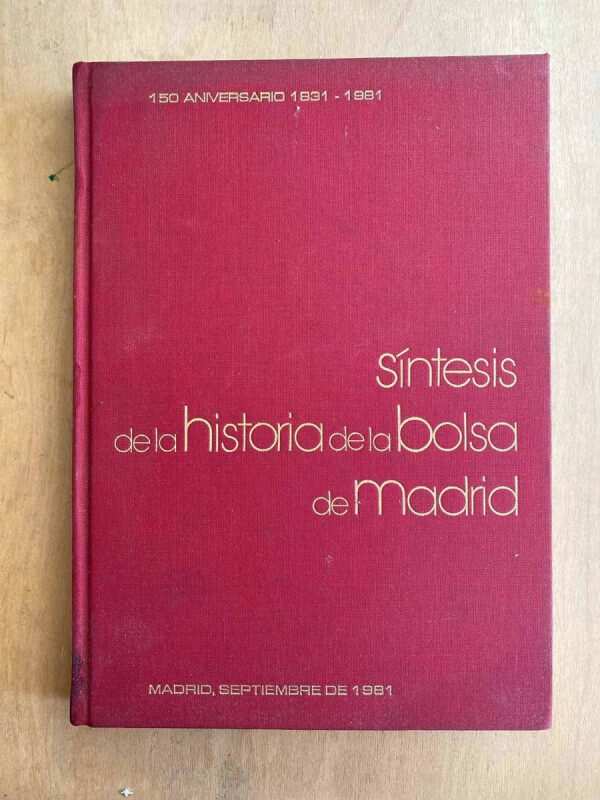 150 ANIVERSARIO 1831 - 1981
síntesis
de la historia de la bolsa
de madrid
MADRID, SEPTIEMBRE DE 1981